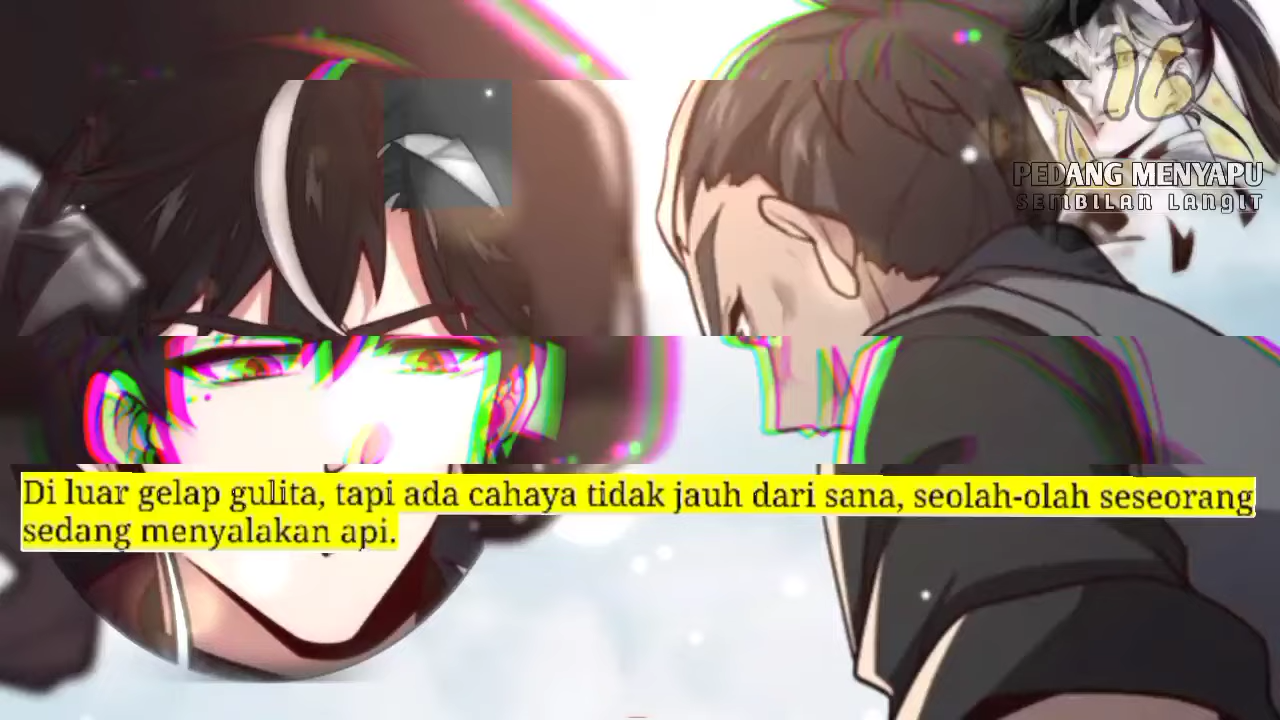 16
PEDANG MENYAPU
SEMBILAN LANGIT
Di luar gelap gulita, tapi ada cahaya tidak jauh dari sana, seolah-olah seseorang
sedang menyalakan api.